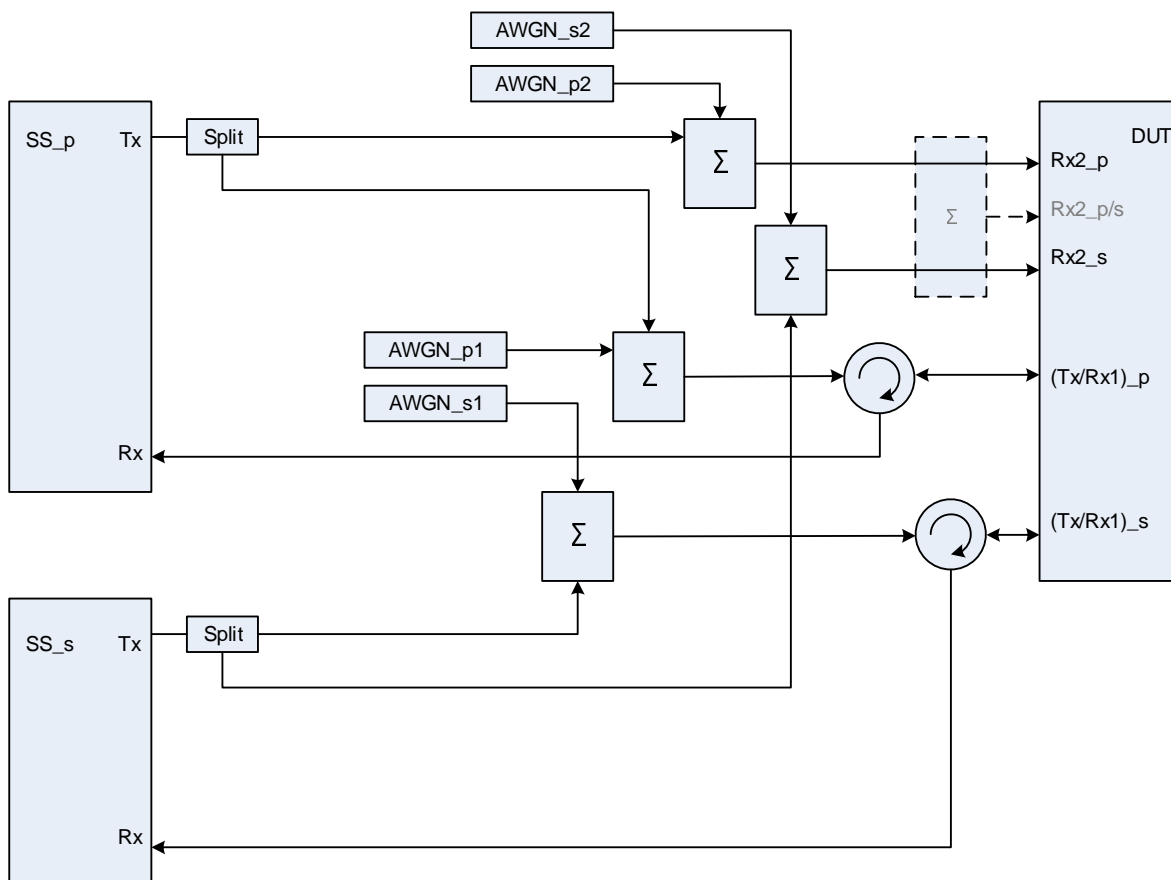 AWGN_s2
AWGN_p2
SS_p
Tx
Split
Σ
DUT
Rx2_p
Σ
Rx2_p/s
Σ
Rx2_s
AWGN_p1
Σ
(Tx/Rx1)_p
AWGN_s1
Rx
Σ
(Tx/Rx1)_s
SS_s
Tx
Split
Rx